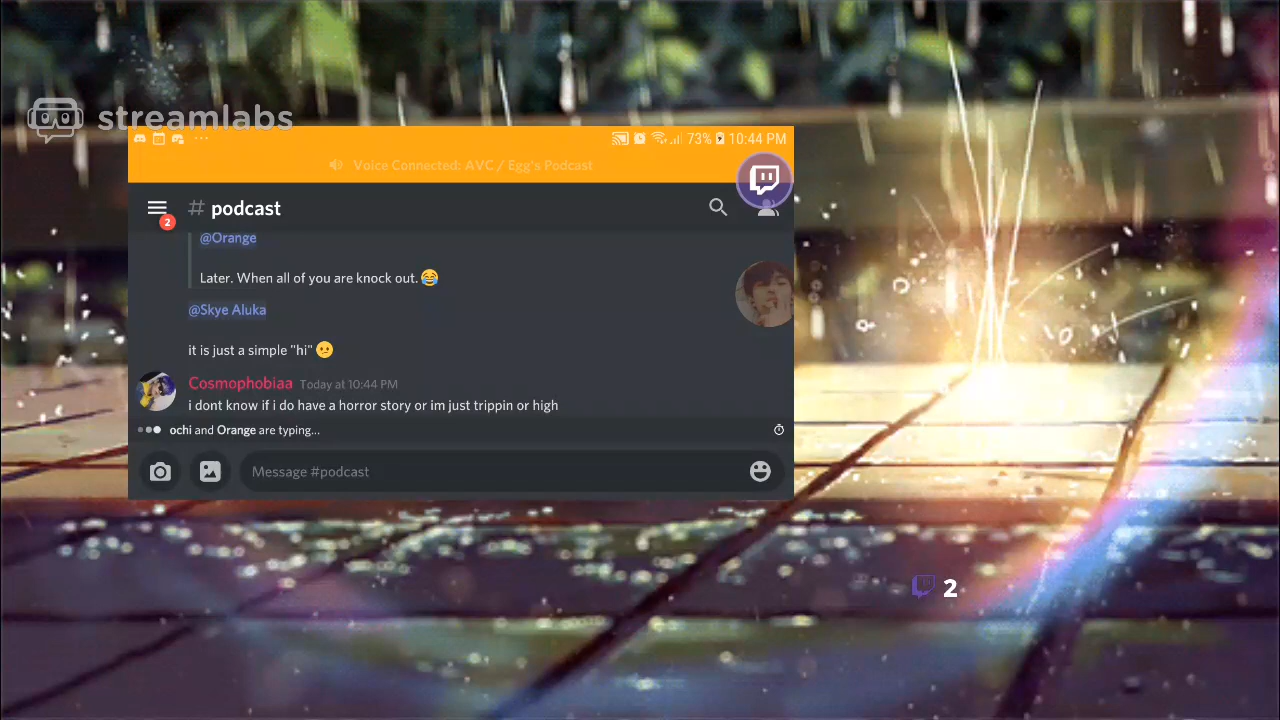 streamlabs
73% 10:44 PM
Voice Connected: AVC / Egg's Podcast
2
# podcast
@Orange
Later. When all of you are knock out. 😂
@Skye Aluka
it is just a simple "hi" 🫤
Cosmophobiaa Today at 10:44 PM
i dont know if i do have a horror story or im just trippin or high
ochi and Orange are typing...
Message #podcast
2